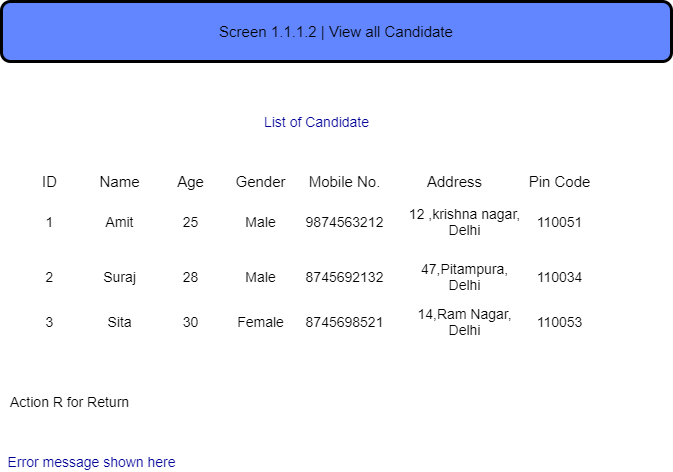 Screen 1.1.1.2 | View all Candidate
List of Candidate
ID Name Age Gender Mobile No. Address Pin Code
1 Amit 25 Male 9874563212 12 ,krishna nagar, Delhi 110051
2 Suraj 28 Male 8745692132 47,Pitampura, Delhi 110034
3 Sita 30 Female 8745698521 14,Ram Nagar, Delhi 110053
Action R for Return
Error message shown here